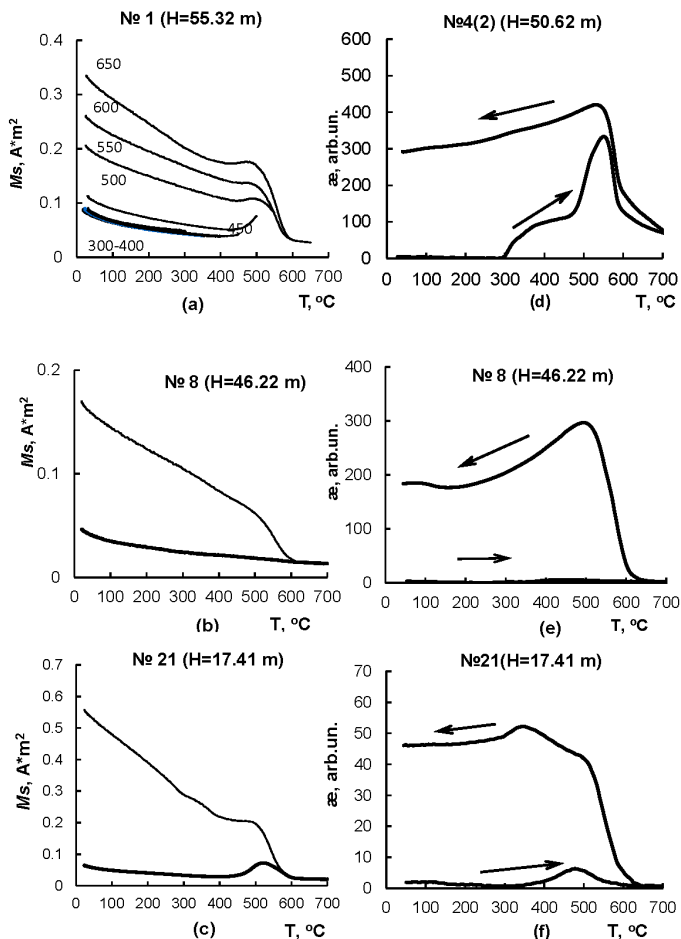 № 1 (H=55.32 m)
0.4
0.3
0.2
0.1
0
Ms, A*m²
650
600
550
500
450
300-400
0 100 200 300 400 500 600 700
(a)
T, ºC
№4(2) (H=50.62 m)
600
500
400
300
200
100
0
æ, arb.un.
0 100 200 300 400 500 600 700
(d)
T, ºC
№ 8 (H=46.22 m)
0.2
0.1
0
Ms, A*m²
0 100 200 300 400 500 600 700
(b)
T, ºC
№ 8 (H=46.22 m)
400
300
200
100
0
æ, arb.un.
0 100 200 300 400 500 600 700
(e)
T, ºC
№ 21 (H=17.41 m)
0.7
0.6
0.5
0.4
0.3
0.2
0.1
0
Ms, A*m²
0 100 200 300 400 500 600 700
(c)
T, ºC
№21(H=17.41 m)
70
60
50
40
30
20
10
0
æ, arb.un.
0 100 200 300 400 500 600 700
(f)
T, ºC